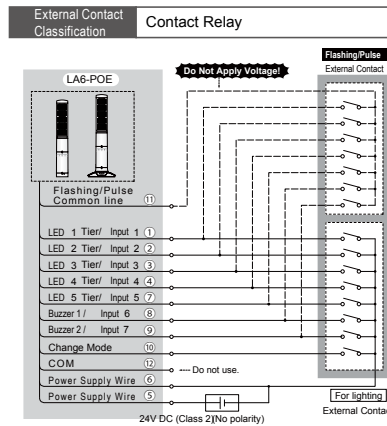 External Contact
Classification
Contact Relay
Flashing/Pulse
External Contact
Do Not Apply Voltage!
LA6-POE
Flashing/Pulse
Common line ⑪
LED 1 Tier/ Input 1 ①
LED 2 Tier/ Input 2 ②
LED 3 Tier/ Input 3 ③
LED 4 Tier/ Input 4 ④
LED 5 Tier/ Input 5 ⑦
Buzzer 1 / Input 6 ⑧
Buzzer 2 / Input 7 ⑨
Change Mode ⑩
COM ⑫
Do not use.
Power Supply Wire ⑥
Power Supply Wire ⑤
For lighting
External Contac
24V DC (Class 2)(No polarity)